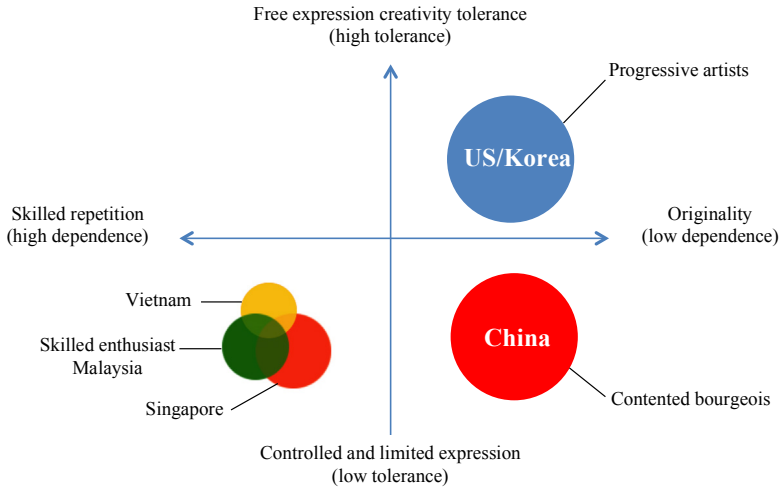 Free expression creativity tolerance
(high tolerance)
Progressive artists
US/Korea
Skilled repetition
(high dependence)
Originality
(low dependence)
Vietnam
Skilled enthusiast
Malaysia
Singapore
China
Contented bourgeois
Controlled and limited expression
(low tolerance)